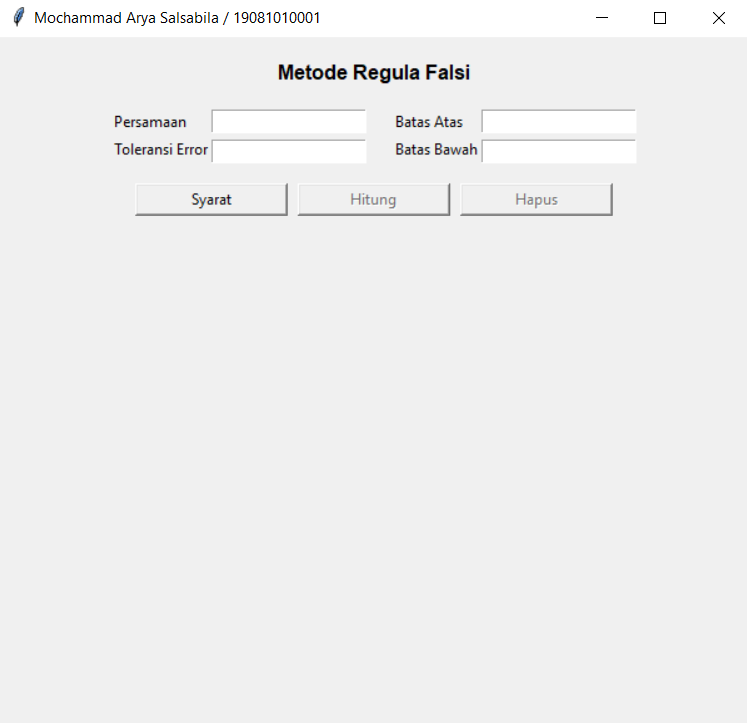 Mochammad Arya Salsabila / 19081010001
Metode Regula Falsi
Persamaan Batas Atas
Toleransi Error Batas Bawah
Syarat Hitung Hapus